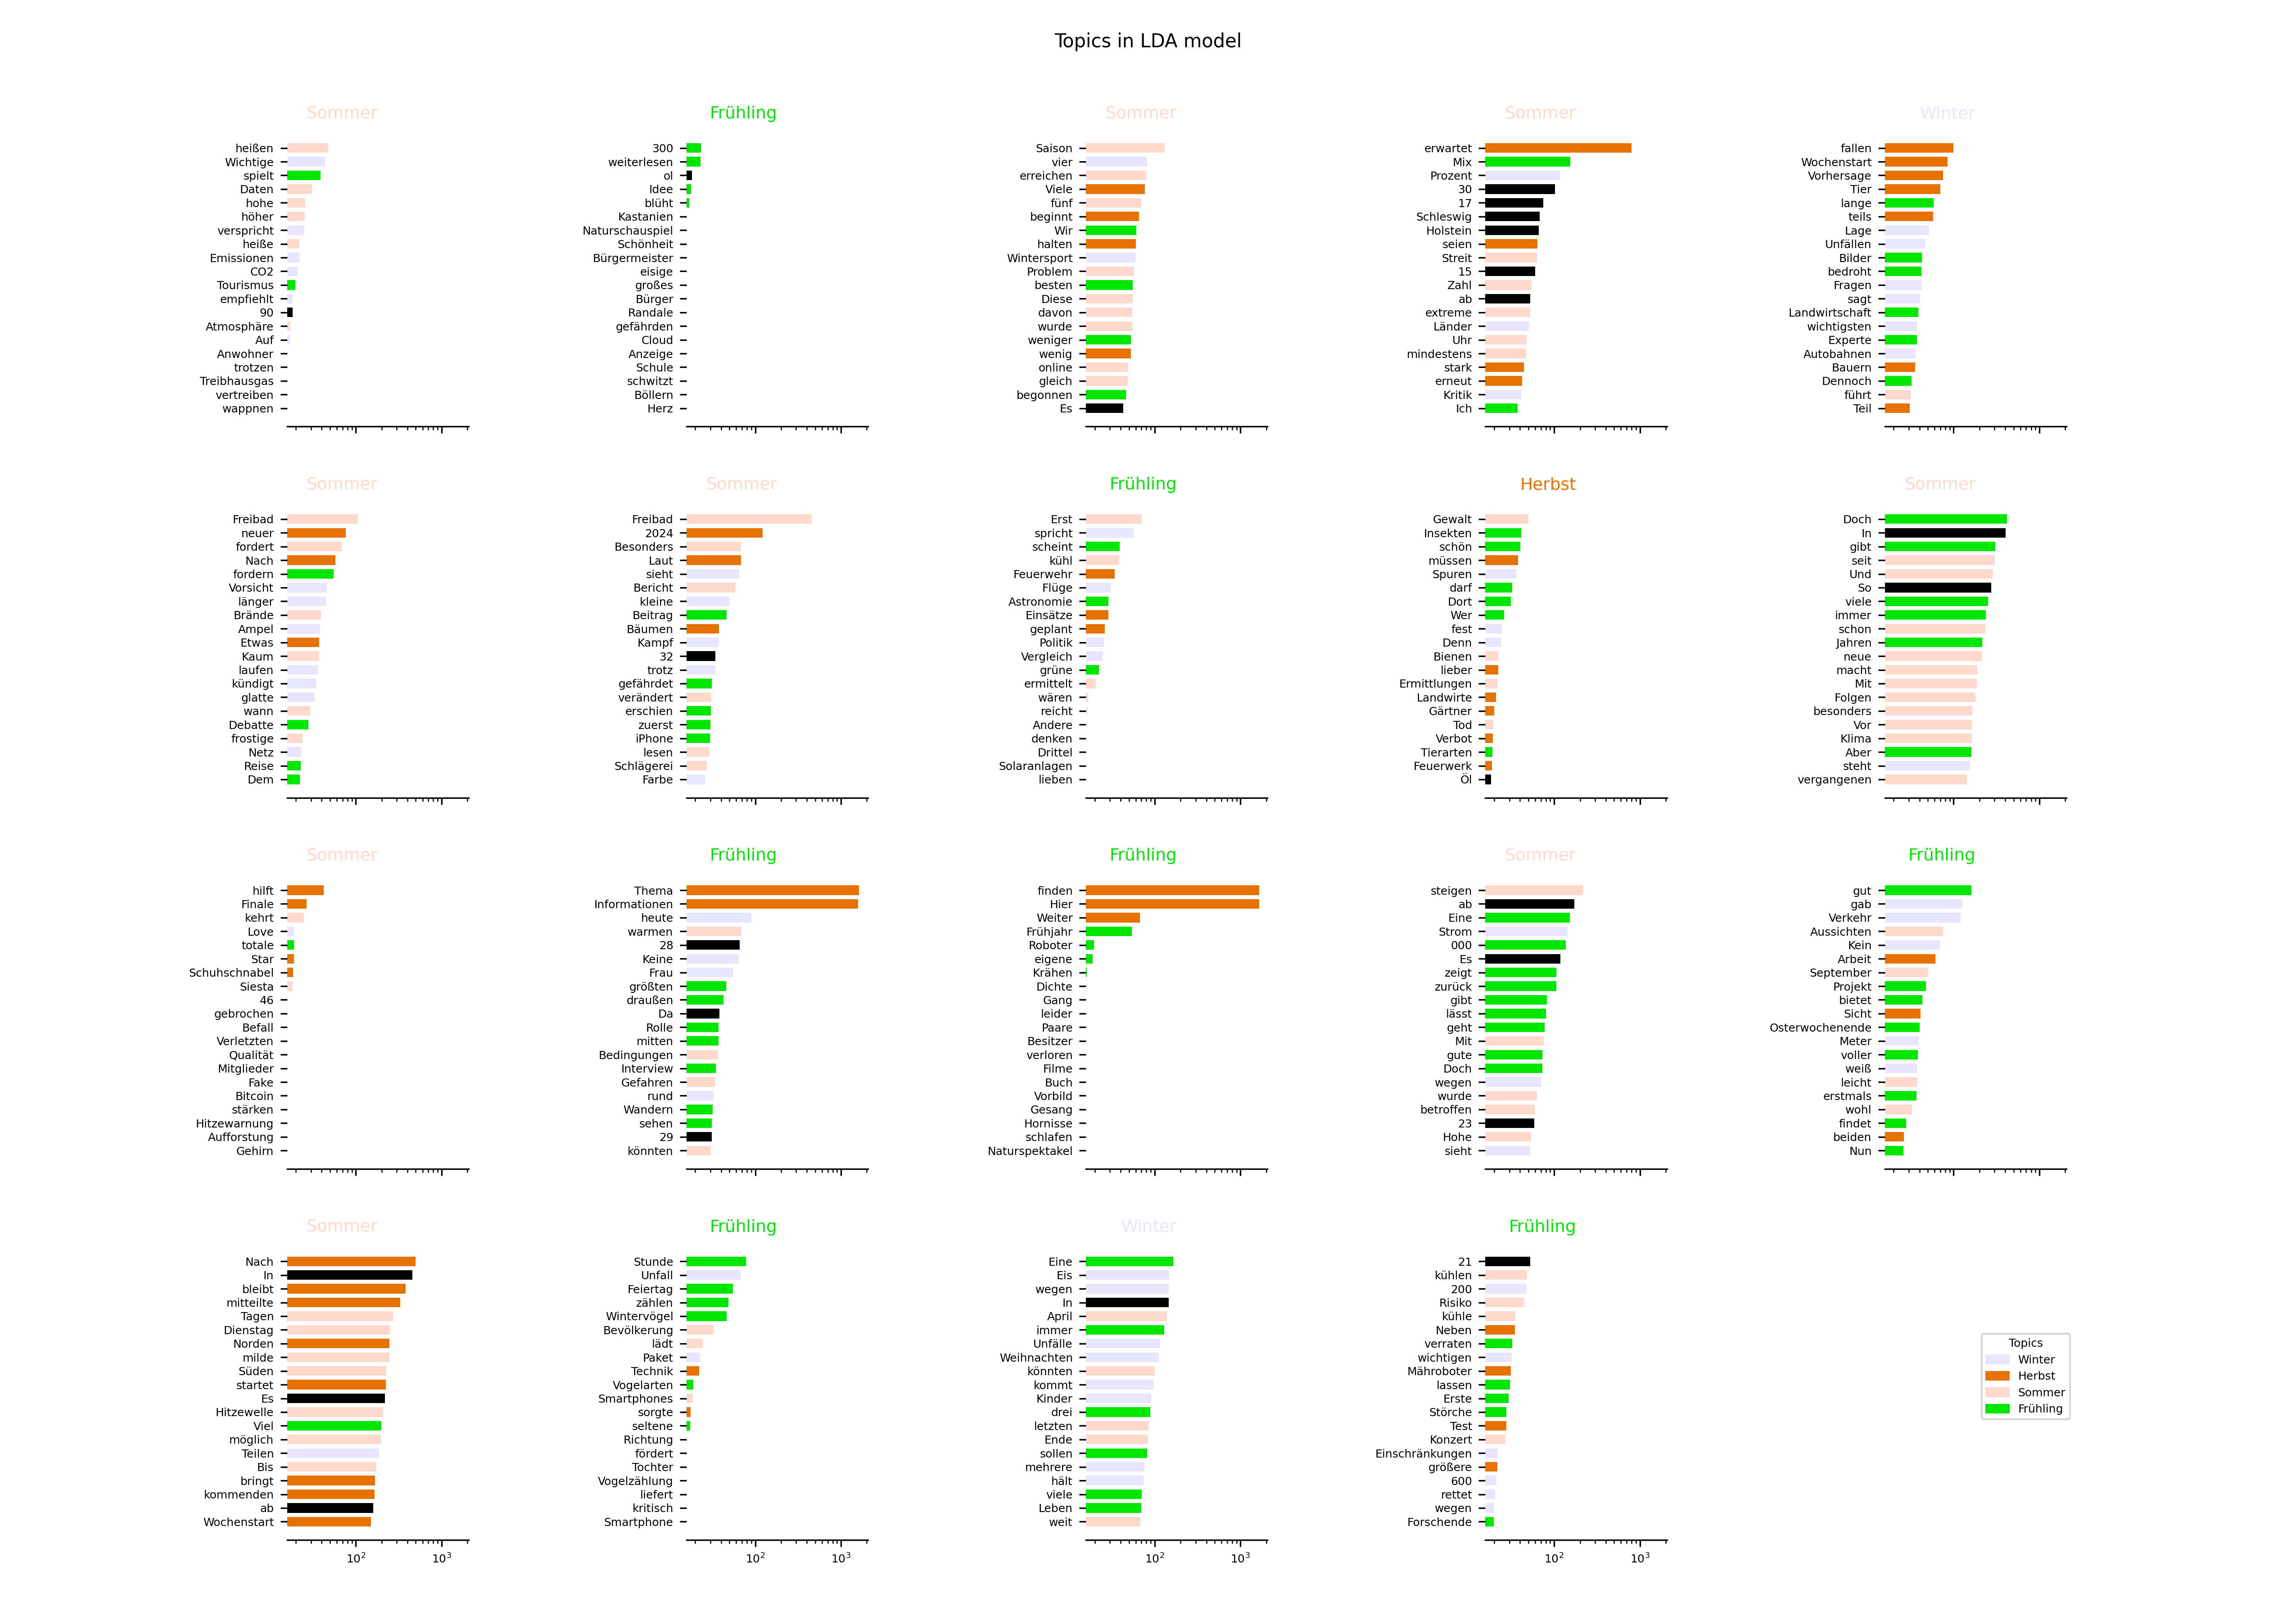 Topics in LDA model
Sommer
heißen
Wichtige
spielt
Daten
hohe
höher
verspricht
heiße
Emissionen
CO2
Tourismus
empfiehlt
90
Atmosphäre
Auf
Anwohner
trotzen
Treibhausgas
vertreiben
wappnen
Frühling
300
weiterlesen
ol
Idee
blüht
Kastanien
Naturschauspiel
Schönheit
Bürgermeister
eisige
großes
Bürger
Randale
gefährden
Cloud
Anzeige
Schule
schwitzt
Böllern
Herz
Sommer
Saison
vier
erreichen
Viele
fünf
beginnt
Wir
halten
Wintersport
Problem
besten
Diese
davon
wurde
weniger
wenig
online
gleich
begonnen
Es
Sommer
erwartet
Mix
Prozent
30
17
Schleswig
Holstein
seien
Streit
15
Zahl
ab
extreme
Länder
Uhr
mindestens
stark
erneut
Kritik
Ich
Winter
fallen
Wochenstart
Vorhersage
Tier
lange
teils
Lage
Unfällen
Bilder
bedroht
Fragen
sagt
Landwirtschaft
wichtigsten
Experte
Autobahnen
Bauern
Dennoch
führt
Teil
Sommer
Freibad
neuer
fordert
Nach
fordern
Vorsicht
länger
Brände
Ampel
Etwas
Kaum
laufen
kündigt
glatte
wann
Debatte
frostige
Netz
Reise
Dem
Sommer
Freibad
2024
Besonders
Laut
sieht
Bericht
kleine
Beitrag
Bäumen
Kampf
32
trotz
gefährdet
verändert
erschien
zuerst
iPhone
lesen
Schlägerei
Farbe
Frühling
Erst
spricht
scheint
kühl
Feuerwehr
Flüge
Astronomie
Einsätze
geplant
Politik
Vergleich
grüne
ermittelt
wären
reicht
Andere
denken
Drittel
Solaranlagen
lieben
Herbst
Gewalt
Insekten
schön
müssen
Spuren
darf
Dort
Wer
fest
Denn
Bienen
lieber
Ermittlungen
Landwirte
Gärtner
Tod
Verbot
Tierarten
Feuerwerk
Öl
Sommer
Doch
In
gibt
seit
Und
So
viele
immer
schon
Jahren
neue
macht
Mit
Folgen
besonders
Vor
Klima
Aber
steht
vergangenen
Sommer
hilft
Finale
kehrt
Love
totale
Star
Schuhschnabel
Siesta
46
gebrochen
Befall
Verletzten
Qualität
Mitglieder
Fake
Bitcoin
stärken
Hitzewarnung
Aufforstung
Gehirn
Frühling
Thema
Informationen
heute
warmen
28
Keine
Frau
größten
draußen
Da
Rolle
mitten
Bedingungen
Interview
Gefahren
rund
Wandern
sehen
29
könnten
Frühling
finden
Hier
Weiter
Frühjahr
Roboter
eigene
Krähen
Dichte
Gang
leider
Paare
Besitzer
verloren
Filme
Buch
Vorbild
Gesang
Hornisse
schlafen
Naturspektakel
Sommer
steigen
ab
Eine
Strom
000
Es
zeigt
zurück
gibt
lässt
geht
Mit
gute
Doch
wegen
wurde
betroffen
23
Hohe
sieht
Frühling
gut
gab
Verkehr
Aussichten
Kein
Arbeit
September
Projekt
bietet
Sicht
Osterwochenende
Meter
voller
weiß
leicht
erstmals
wohl
findet
beiden
Nun
Sommer
Nach
In
bleibt
mitteilte
Tagen
Dienstag
Norden
milde
Süden
startet
Es
Hitzewelle
Viel
möglich
Teilen
Bis
bringt
kommenden
ab
Wochenstart
10² 10³
Frühling
Stunde
Unfall
Feiertag
zählen
Wintervögel
Bevölkerung
lädt
Paket
Technik
Vogelarten
Smartphones
sorgte
seltene
Richtung
fördert
Tochter
Vogelzählung
liefert
kritisch
Smartphone
10² 10³
Winter
Eine
Eis
wegen
In
April
immer
Unfälle
Weihnachten
könnten
kommt
Kinder
drei
letzten
Ende
sollen
mehrere
hält
viele
Leben
weit
10² 10³
Frühling
21
kühlen
200
Risiko
kühle
Neben
verraten
wichtigen
Mähroboter
lassen
Erste
Störche
Test
Konzert
Einschränkungen
größere
600
rettet
wegen
Forschende
10² 10³
Topics
Winter
Herbst
Sommer
Frühling